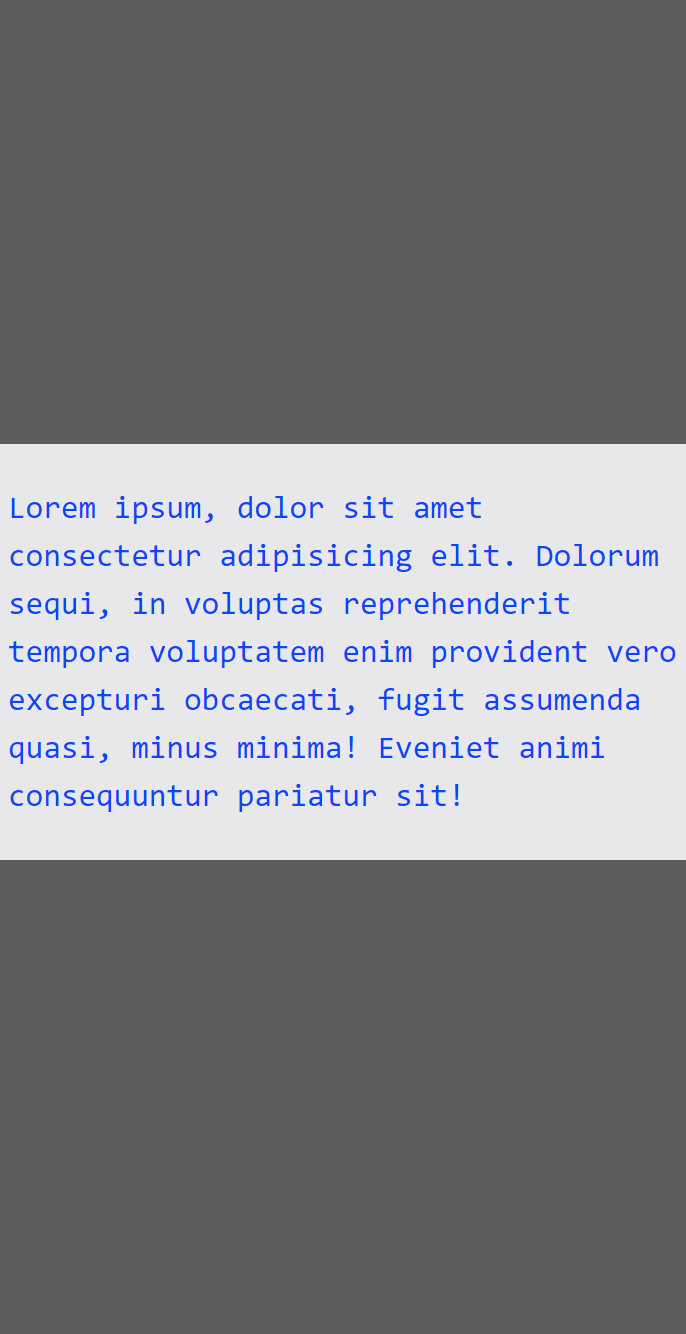 Lorem ipsum, dolor sit amet
consectetur adipisicing elit. Dolorum
sequi, in voluptas reprehenderit
tempora voluptatem enim provident vero
excepturi obcaecati, fugit assumenda
quasi, minus minima! Eveniet animi
consequuntur pariatur sit!